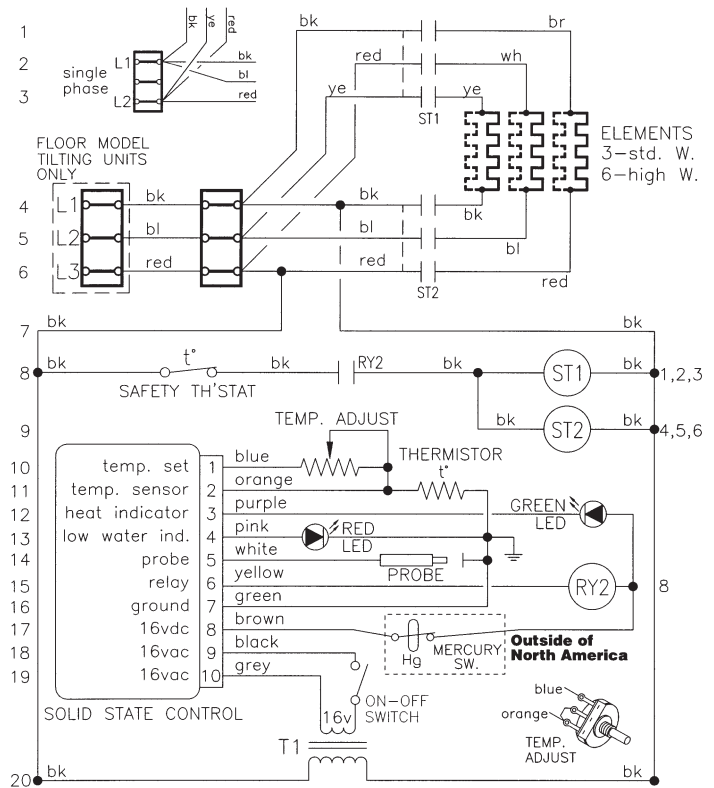 bk ye red
1 bk br
2 single phase L1 bk red wh
bl
3 L2 red ye ye
ST1
FLOOR MODEL
TILTING UNITS
ONLY
ELEMENTS
3-std. W.
6-high W.
4 L1 bk bk bk
5 L2 bl bl
6 L3 red red red
ST2
7 bk bk
8 bk t° bk RY2 bk ST1 bk 1,2,3
SAFETY TH'STAT
9 bk ST2 bk 4,5,6
TEMP. ADJUST
THERMISTOR
t°
10 temp. set 1 blue
11 temp. sensor 2 orange
12 heat indicator 3 purple GREEN LED
13 low water ind. 4 pink RED LED
14 probe 5 white PROBE
15 relay 6 yellow RY2 8
16 ground 7 green
17 16vdc 8 brown Hg MERCURY SW. Outside of North America
18 16vac 9 black
19 16vac 10 grey
ON-OFF
SWITCH
SOLID STATE CONTROL
16v
T1
blue
orange
TEMP.
ADJUST
20 bk bk